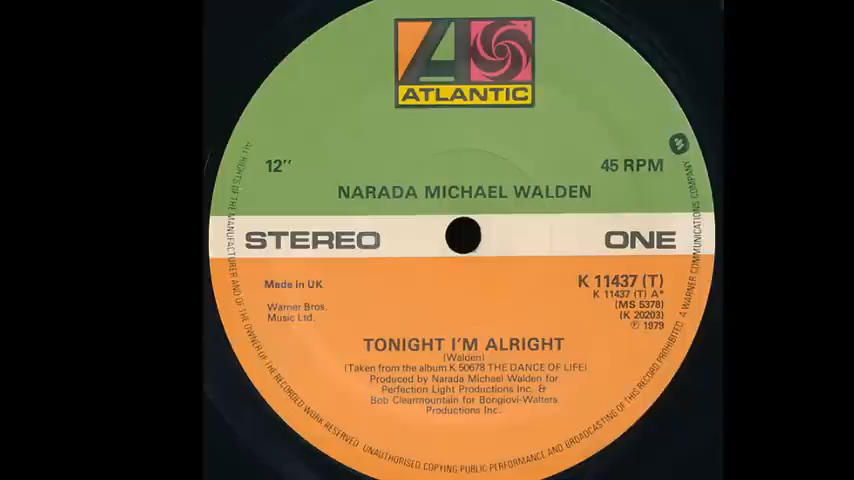 ATLANTIC
12"
45 RPM
NARADA MICHAEL WALDEN
STEREO
ONE
Made in UK
Warner Bros.
Music Ltd.
K 11437 (T)
K 11437 (T) A*
(MS 5378)
(K 20203)
℗ 1979
TONIGHT I'M ALRIGHT
(Walden)
(Taken from the album K 50678 THE DANCE OF LIFE)
Produced by Narada Michael Walden for
Perfection Light Productions Inc. &
Bob Clearmountain for Bongiovi-Walters
Productions Inc.
ALL RIGHTS OF THE MANUFACTURER AND OF THE OWNER OF THE RECORDED WORK RESERVED. UNAUTHORISED COPYING PUBLIC PERFORMANCE AND BROADCASTING OF THIS RECORD PROHIBITED. A WARNER COMMUNICATIONS COMPANY